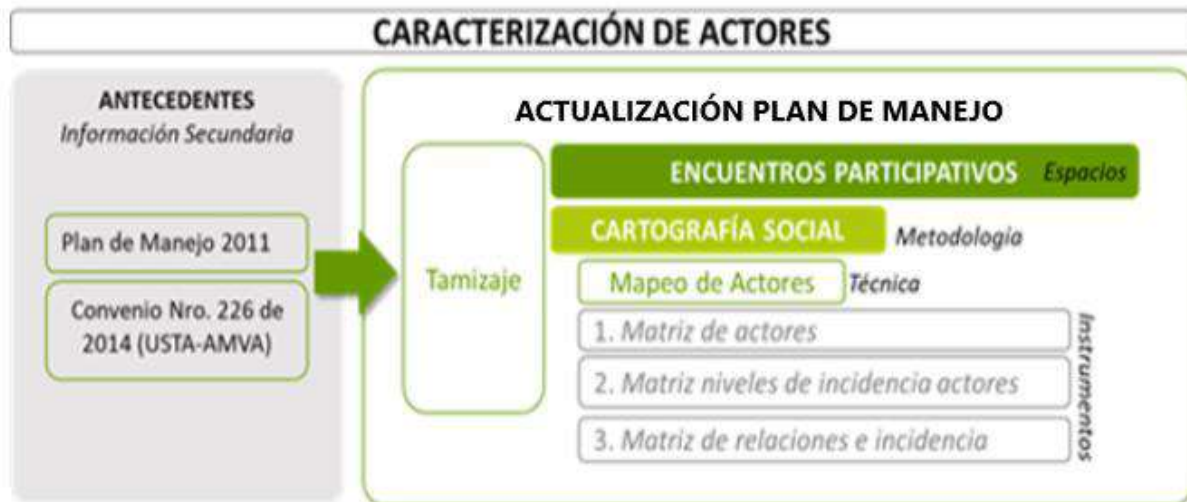 CARACTERIZACIÓN DE ACTORES
ANTECEDENTES
Información Secundaria
Plan de Manejo 2011
Convenio Nro. 226 de
2014 (USTA-AMVA)
ACTUALIZACIÓN PLAN DE MANEJO
Tamizaje
ENCUENTROS PARTICIPATIVOS Espacios
CARTOGRAFÍA SOCIAL Metodología
Mapeo de Actores Técnica
1. Matriz de actores
2. Matriz niveles de incidencia actores
3. Matriz de relaciones e incidencia
Instrumentos